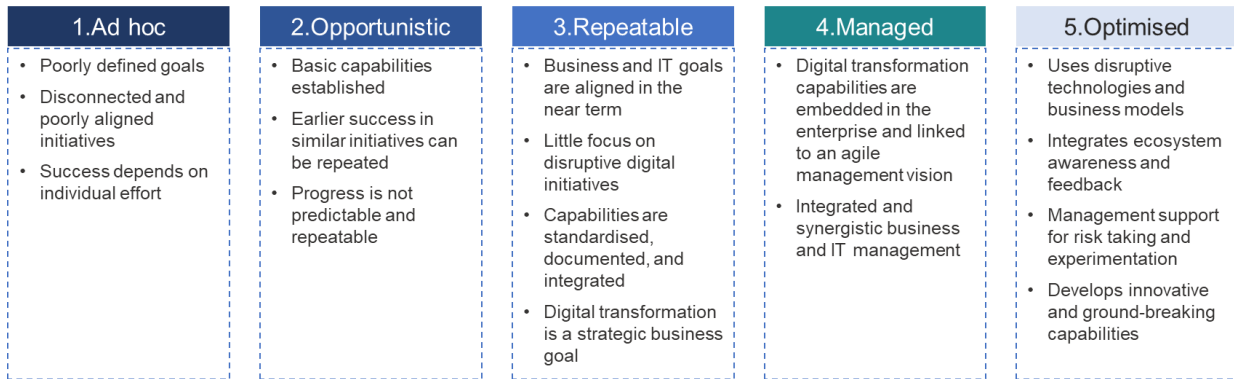 1.Ad hoc
• Poorly defined goals
• Disconnected and
poorly aligned
initiatives
• Success depends on
individual effort
2.Opportunistic
• Basic capabilities
established
• Earlier success in
similar initiatives can
be repeated
• Progress is not
predictable and
repeatable
3.Repeatable
• Business and IT goals
are aligned in the
near term
• Little focus on
disruptive digital
initiatives
• Capabilities are
standardised,
documented, and
integrated
• Digital transformation
is a strategic business
goal
4.Managed
• Digital transformation
capabilities are
embedded in the
enterprise and linked
to an agile
management vision
• Integrated and
synergistic business
and IT management
5.Optimised
• Uses disruptive
technologies and
business models
• Integrates ecosystem
awareness and
feedback
• Management support
for risk taking and
experimentation
• Develops innovative
and ground-breaking
capabilities